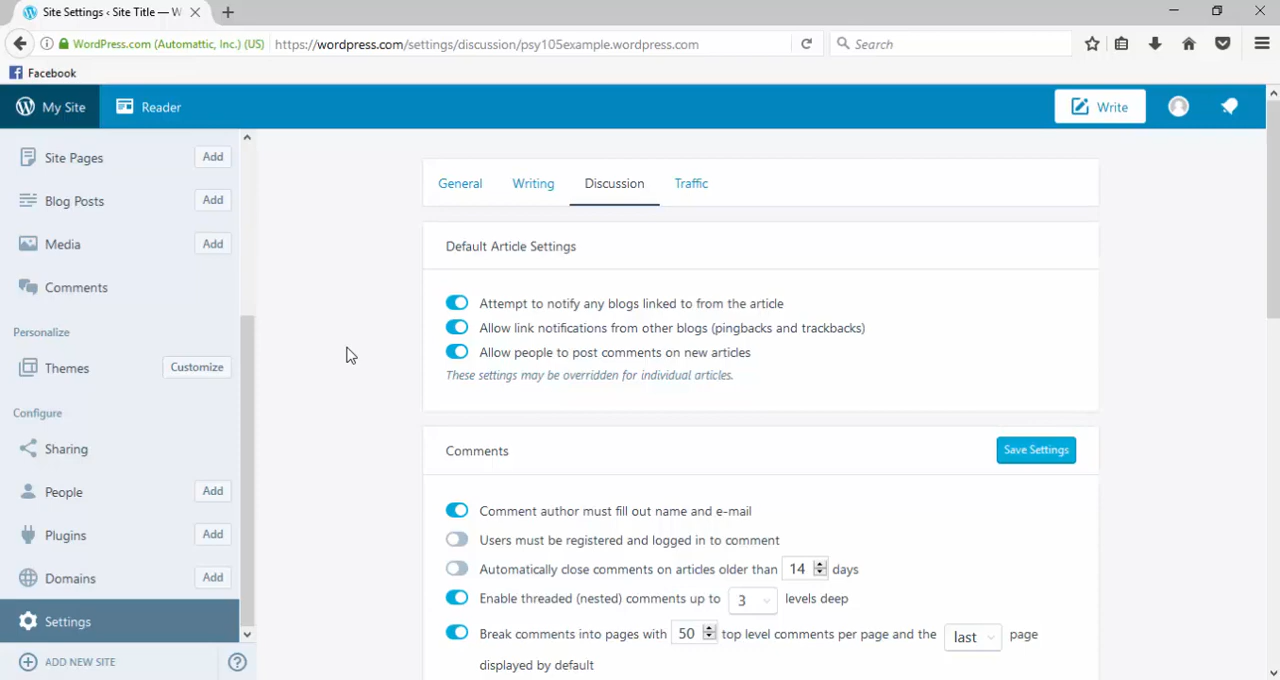 Site Settings ‹ Site Title — W
WordPress.com (Automattic, Inc.) (US)
https://wordpress.com/settings/discussion/psy105example.wordpress.com
Search
Facebook
My Site
Reader
Write
Site Pages
Add
Blog Posts
Add
Media
Add
Comments
Personalize
Themes
Customize
Configure
Sharing
People
Add
Plugins
Add
Domains
Add
Settings
ADD NEW SITE
General
Writing
Discussion
Traffic
Default Article Settings
Attempt to notify any blogs linked to from the article
Allow link notifications from other blogs (pingbacks and trackbacks)
Allow people to post comments on new articles
These settings may be overridden for individual articles.
Comments
Save Settings
Comment author must fill out name and e-mail
Users must be registered and logged in to comment
Automatically close comments on articles older than 14 days
Enable threaded (nested) comments up to 3 levels deep
Break comments into pages with 50 top level comments per page and the last page
displayed by default